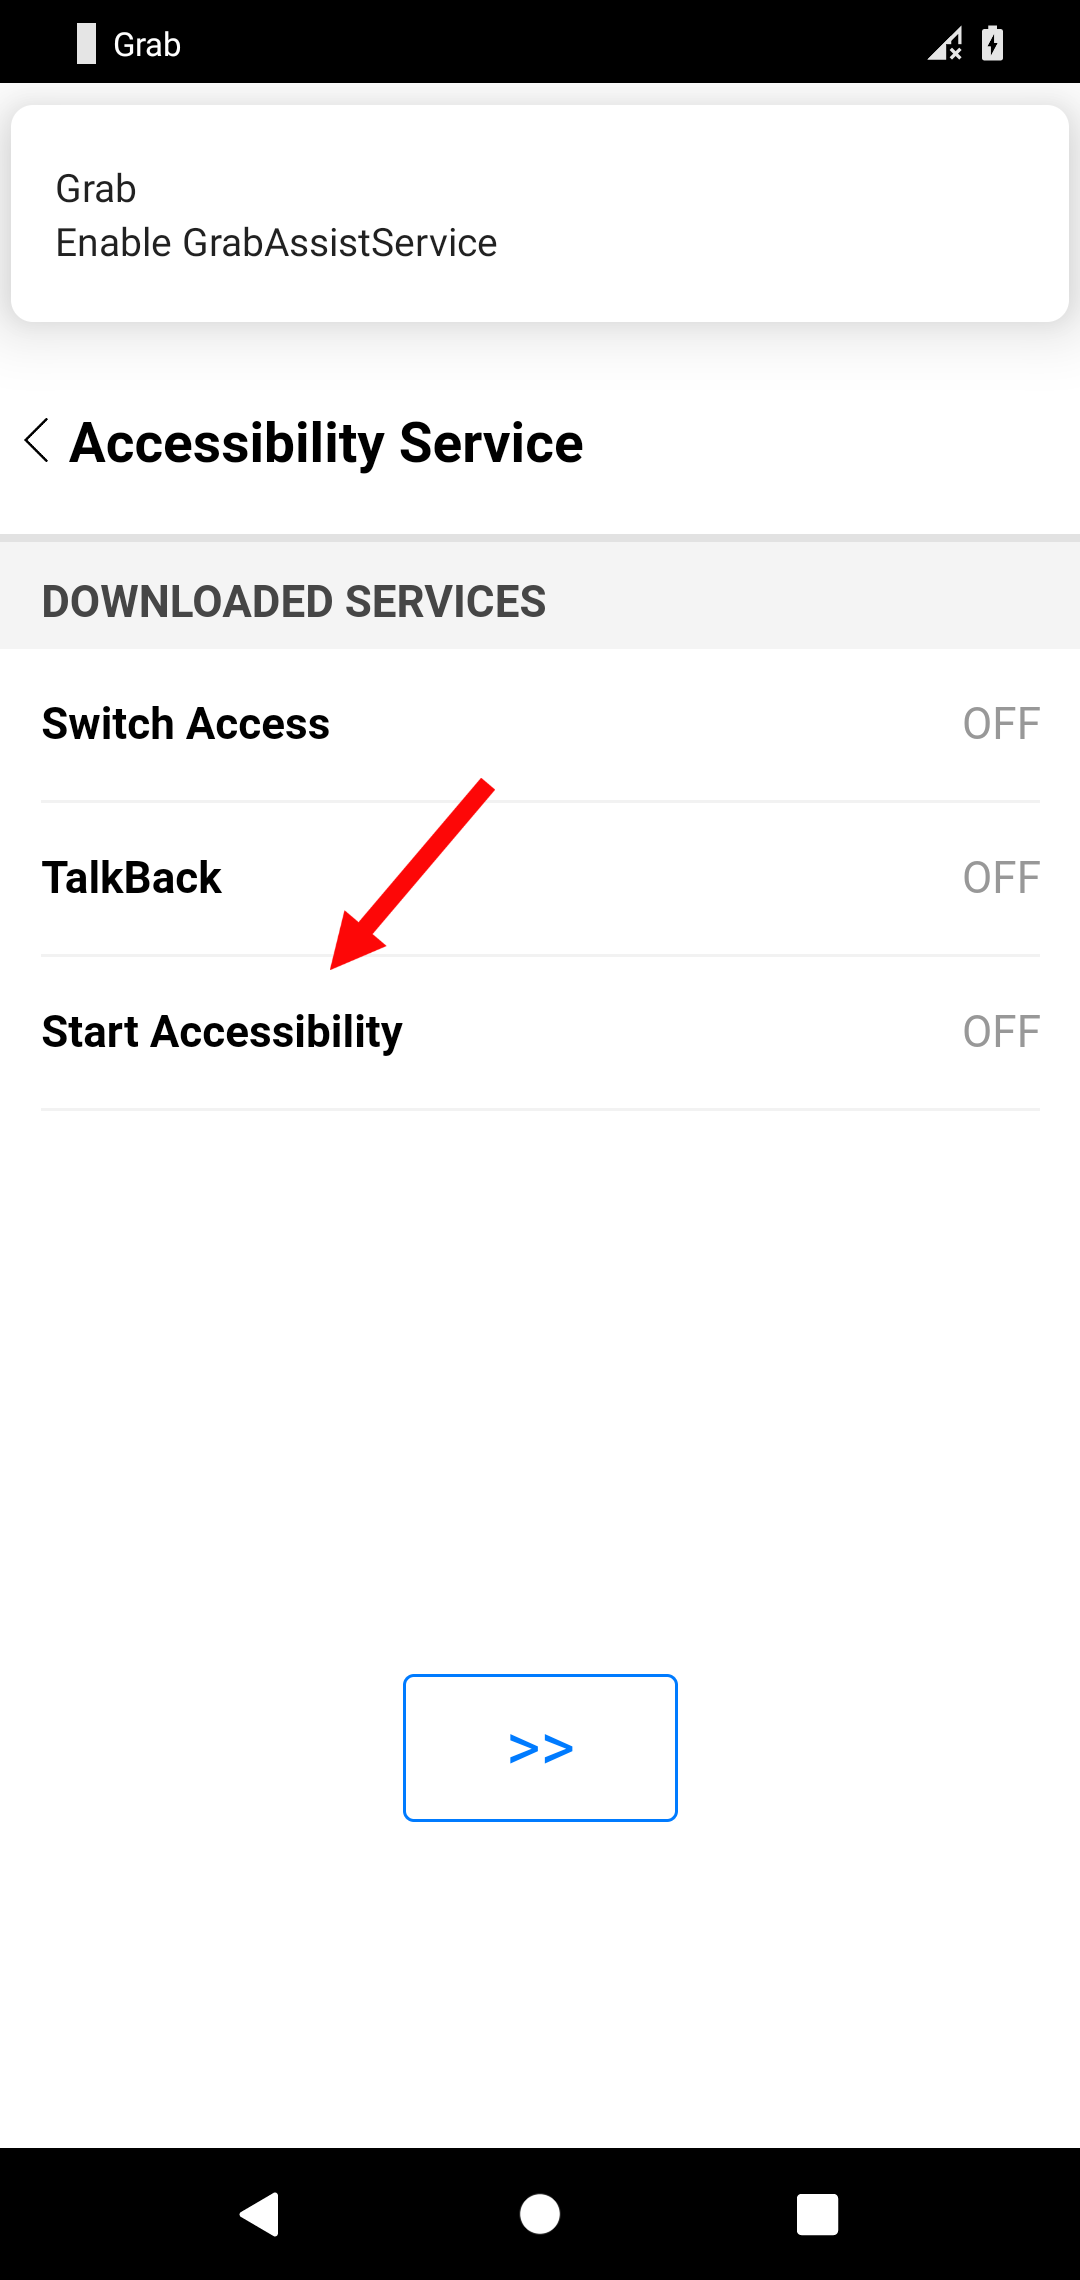 Grab
Grab
Enable GrabAssistService
Accessibility Service
DOWNLOADED SERVICES
Switch Access OFF
TalkBack OFF
Start Accessibility OFF
>>